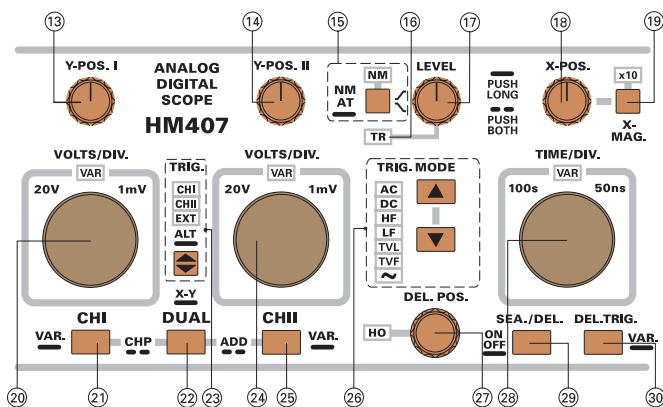 13
14
15
16
17
18
19
Y-POS. I
ANALOG
DIGITAL
SCOPE
HM407
Y-POS. II
NM
AT
NM
LEVEL
TR
PUSH
LONG
PUSH
BOTH
X-POS.
x10
X-
MAG.
VOLTS/DIV.
VAR
20V
1mV
TRIG.
CHI
CHII
EXT
ALT
VOLTS/DIV.
VAR
20V
1mV
TRIG. MODE
AC
DC
HF
LF
TVL
TVF
~
TIME/DIV.
VAR
100s
50ns
X-Y
CHI
DUAL
CHII
VAR.
CHP
ADD
VAR.
DEL. POS.
HO
ON
OFF
SEA./DEL.
DEL.TRIG.
VAR.
20
21
22
23
24
25
26
27
28
29
30